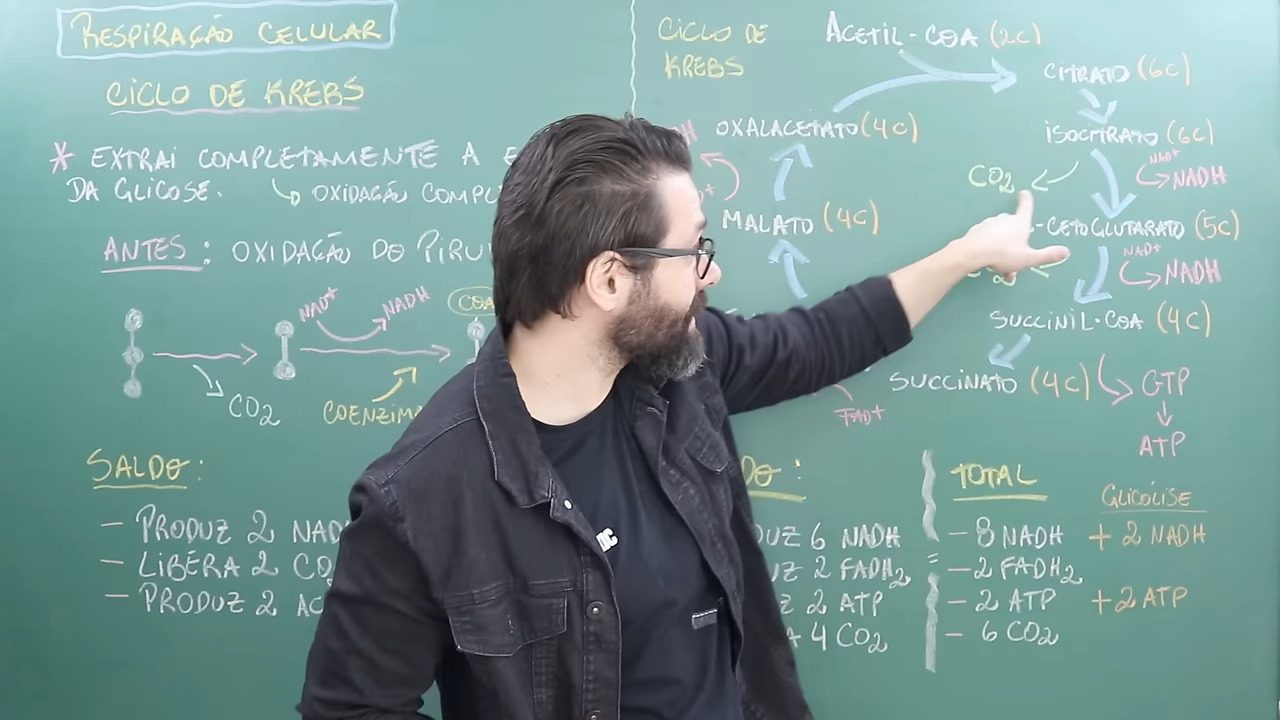 RESPIRAÇÃO CELULAR
CICLO DE KREBS
* EXTRAI COMPLETAMENTE A E
DA GLICOSE.
OXIDAÇÃO COMPL
ANTES: OXIDAÇÃO DO PIRUV
NAD+
NADH
COA
CO2
COENZIMA
SALDO:
- PRODUZ 2 NAD
- LIBERA 2 CO
- PRODUZ 2 AC
CICLO DE
KREBS
ACETIL-COA (2C)
CITRATO (6C)
H OXALACETATO (4C)
ISOCITRATO (6C)
NAD+
CO2
NADH
MALATO (4C)
-CETOGLUTARATO (5C)
NAD+
NADH
SUCCINIL-COA (4C)
SUCCINATO (4C)
GTP
FAD+
ATP
DO:
DUZ 6 NADH
UZ 2 FADH2
Z 2 ATP
A 4 CO2
TOTAL
GLICÓLISE
- 8 NADH + 2 NADH
- 2 FADH2
- 2 ATP + 2 ATP
- 6 CO2